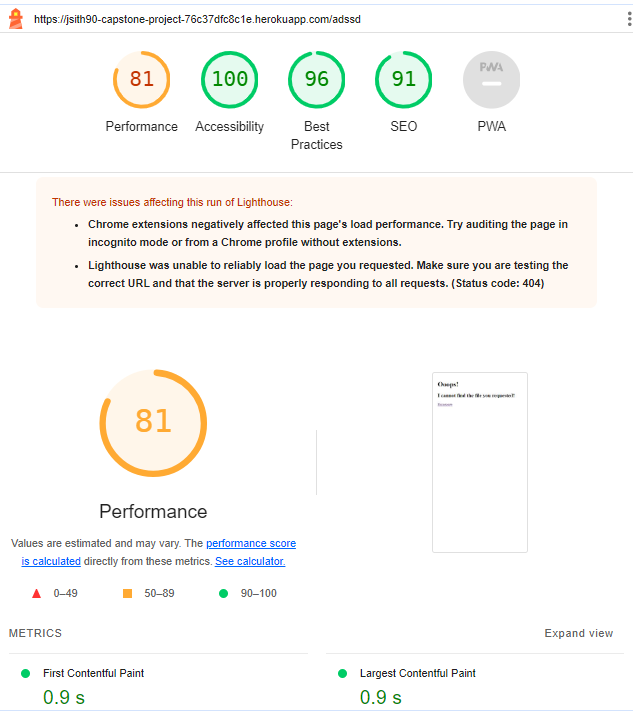 https://jsith90-capstone-project-76c37dfc8c1e.herokuapp.com/adssd
81
100
96
91
PWA
Performance
Accessibility
Best
Practices
SEO
PWA
There were issues affecting this run of Lighthouse:
• Chrome extensions negatively affected this page's load performance. Try auditing the page in
incognito mode or from a Chrome profile without extensions.
• Lighthouse was unable to reliably load the page you requested. Make sure you are testing the
correct URL and that the server is properly responding to all requests. (Status code: 404)
81
Performance
Values are estimated and may vary. The performance score
is calculated directly from these metrics. See calculator.
0–49
50–89
90–100
Ooops!
I cannot find the file you requested!
METRICS
Expand view
First Contentful Paint
0.9 s
Largest Contentful Paint
0.9 s